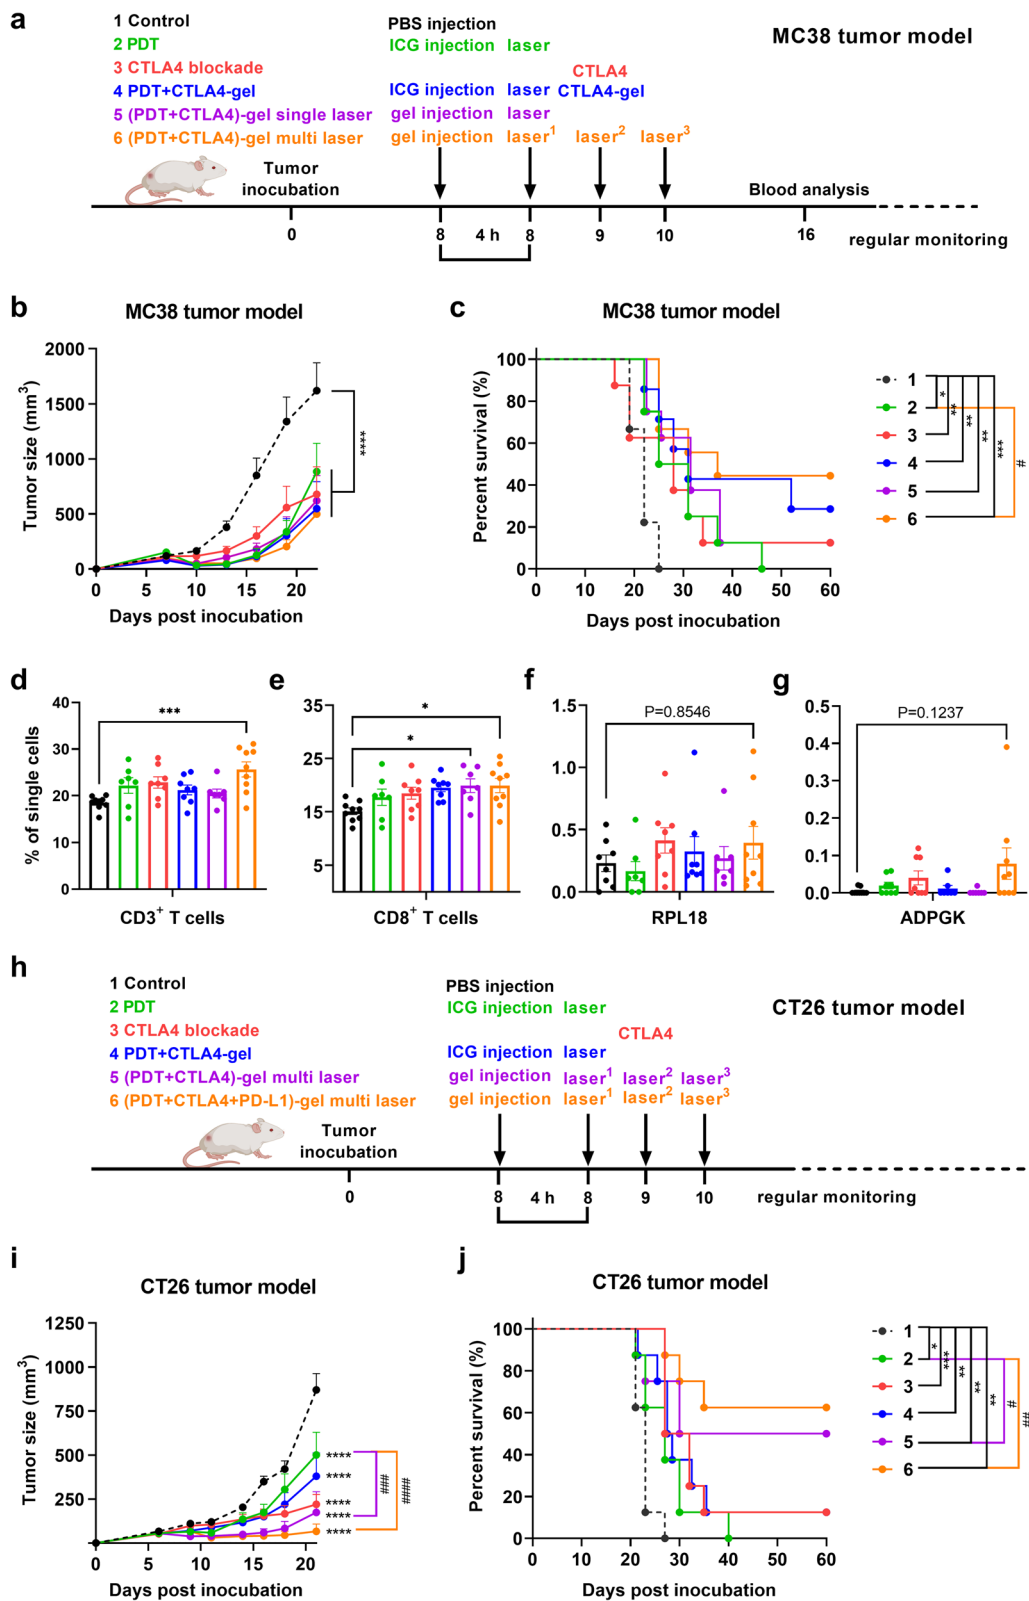 a
1 Control PBS injection
MC38 tumor model
2 PDT ICG injection laser
3 CTLA4 blockade CTLA4
4 PDT+CTLA4-gel ICG injection laser CTLA4-gel
5 (PDT+CTLA4)-gel single laser gel injection laser
6 (PDT+CTLA4)-gel multi laser gel injection laser1 laser2 laser3
Tumor
inocubation
Blood analysis
0 8 4 h 8 9 10 16 regular monitoring
b
MC38 tumor model
Tumor size (mm3)
2000
1500
1000
500
0
****
0 5 10 15 20
Days post inocubation
c
MC38 tumor model
Percent survival (%)
100
80
60
40
20
0
0 10 20 30 40 50 60
Days post inocubation
1
2
3
4
5
6
*
**
**
**
***
#
d
% of single cells
40
30
20
10
0
***
CD3+ T cells
e
35
25
15
5
*
*
CD8+ T cells
f
1.5
1.0
0.5
0.0
P=0.8546
RPL18
g
0.5
0.4
0.3
0.2
0.1
0.0
P=0.1237
ADPGK
h
1 Control PBS injection
CT26 tumor model
2 PDT ICG injection laser
3 CTLA4 blockade CTLA4
4 PDT+CTLA4-gel ICG injection laser
5 (PDT+CTLA4)-gel multi laser gel injection laser1 laser2 laser3
6 (PDT+CTLA4+PD-L1)-gel multi laser gel injection laser1 laser2 laser3
Tumor
inocubation
0 8 4 h 8 9 10 regular monitoring
i
CT26 tumor model
Tumor size (mm3)
1250
1000
750
500
250
****
****
****
****
****
###
####
0 5 10 15 20
Days post inocubation
j
CT26 tumor model
Percent survival (%)
100
80
60
40
20
0
0 10 20 30 40 50 60
Days post inocubation
1
2
3
4
5
6
*
***
**
**
**
#
##